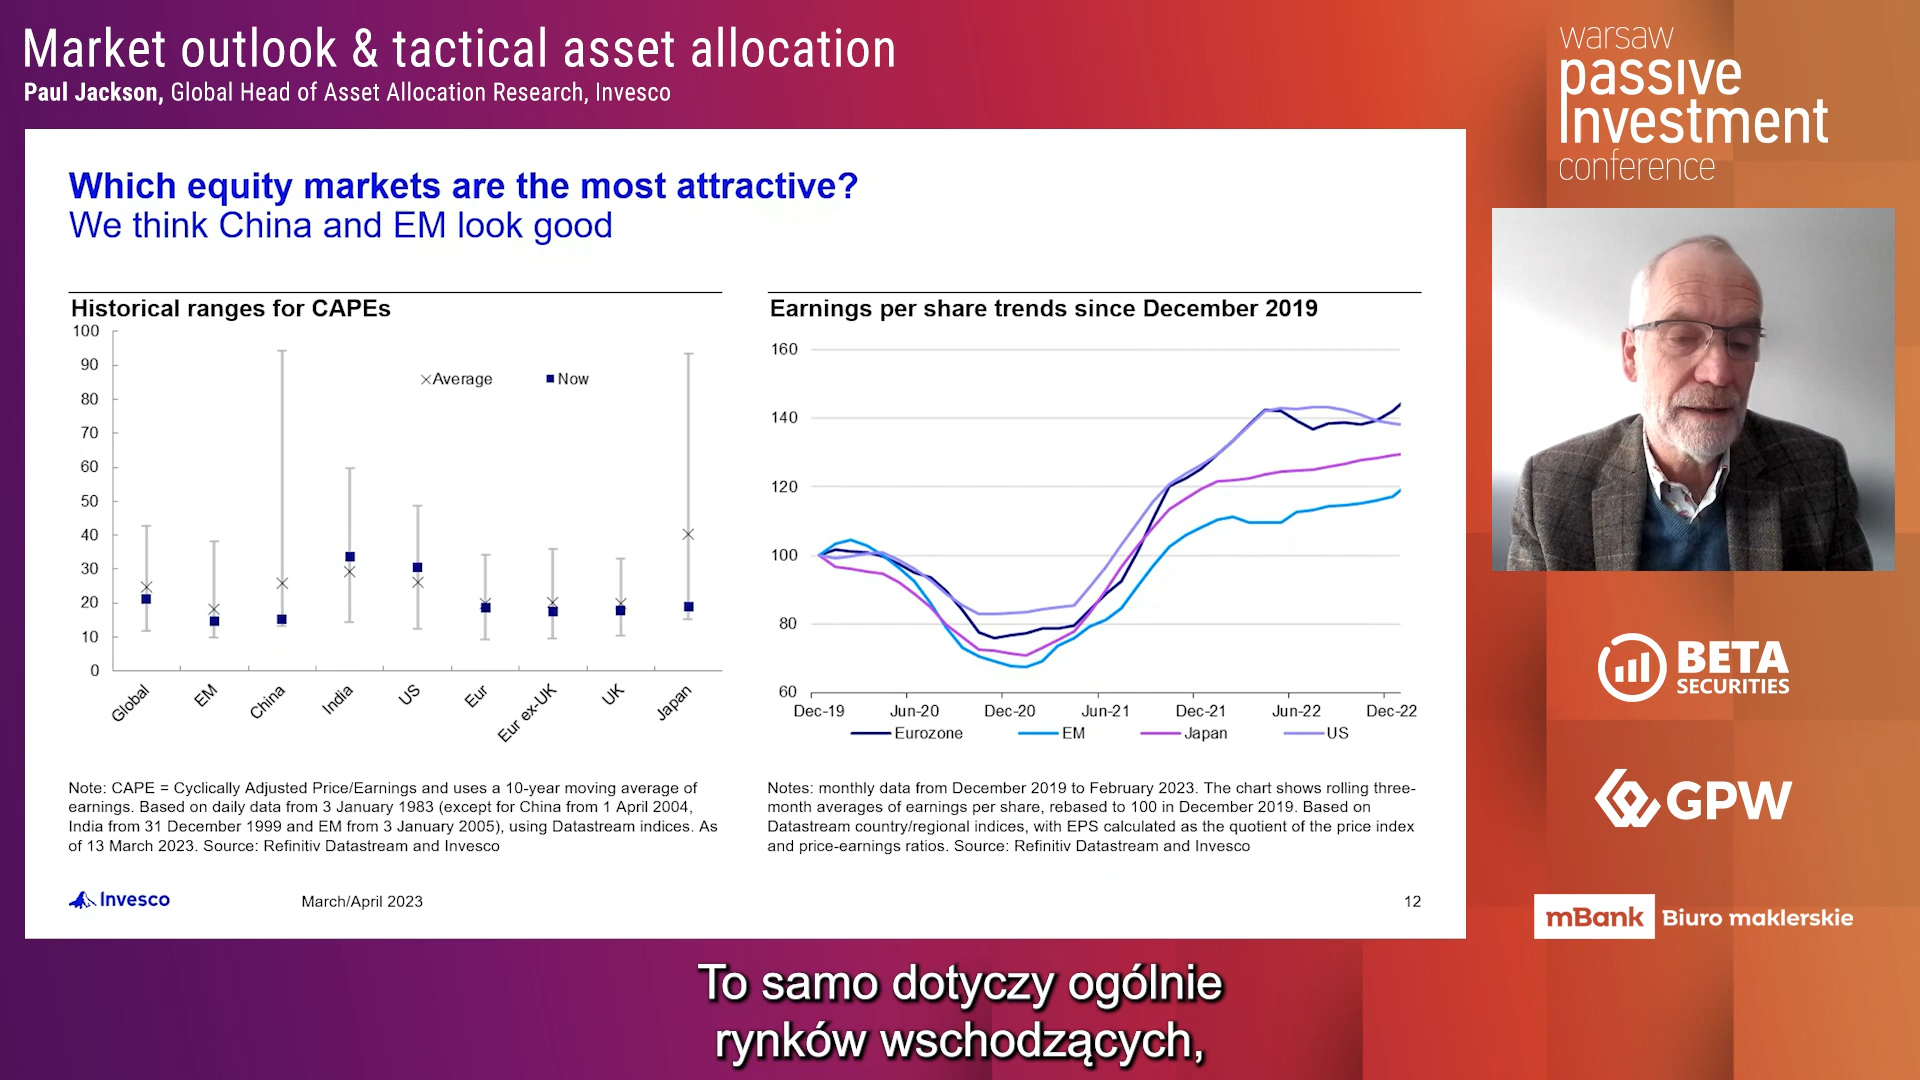 Market outlook & tactical asset allocation
Paul Jackson, Global Head of Asset Allocation Research, Invesco
warsaw
passive
Investment
conference
Which equity markets are the most attractive?
We think China and EM look good
Historical ranges for CAPEs
100
90
80
70
60
50
40
30
20
10
0
Average
Now
Global
EM
China
India
US
Eur
Eur ex-UK
UK
Japan
Note: CAPE = Cyclically Adjusted Price/Earnings and uses a 10-year moving average of
earnings. Based on daily data from 3 January 1983 (except for China from 1 April 2004,
India from 31 December 1999 and EM from 3 January 2005), using Datastream indices. As
of 13 March 2023. Source: Refinitiv Datastream and Invesco
Earnings per share trends since December 2019
160
140
120
100
80
60
Dec-19
Jun-20
Dec-20
Jun-21
Dec-21
Jun-22
Dec-22
Eurozone
EM
Japan
US
Notes: monthly data from December 2019 to February 2023. The chart shows rolling three-
month averages of earnings per share, rebased to 100 in December 2019. Based on
Datastream country/regional indices, with EPS calculated as the quotient of the price index
and price-earnings ratios. Source: Refinitiv Datastream and Invesco
Invesco
March/April 2023
12
BETA
SECURITIES
GPW
mBank Biuro maklerskie
To samo dotyczy ogólnie
rynków wschodzących,